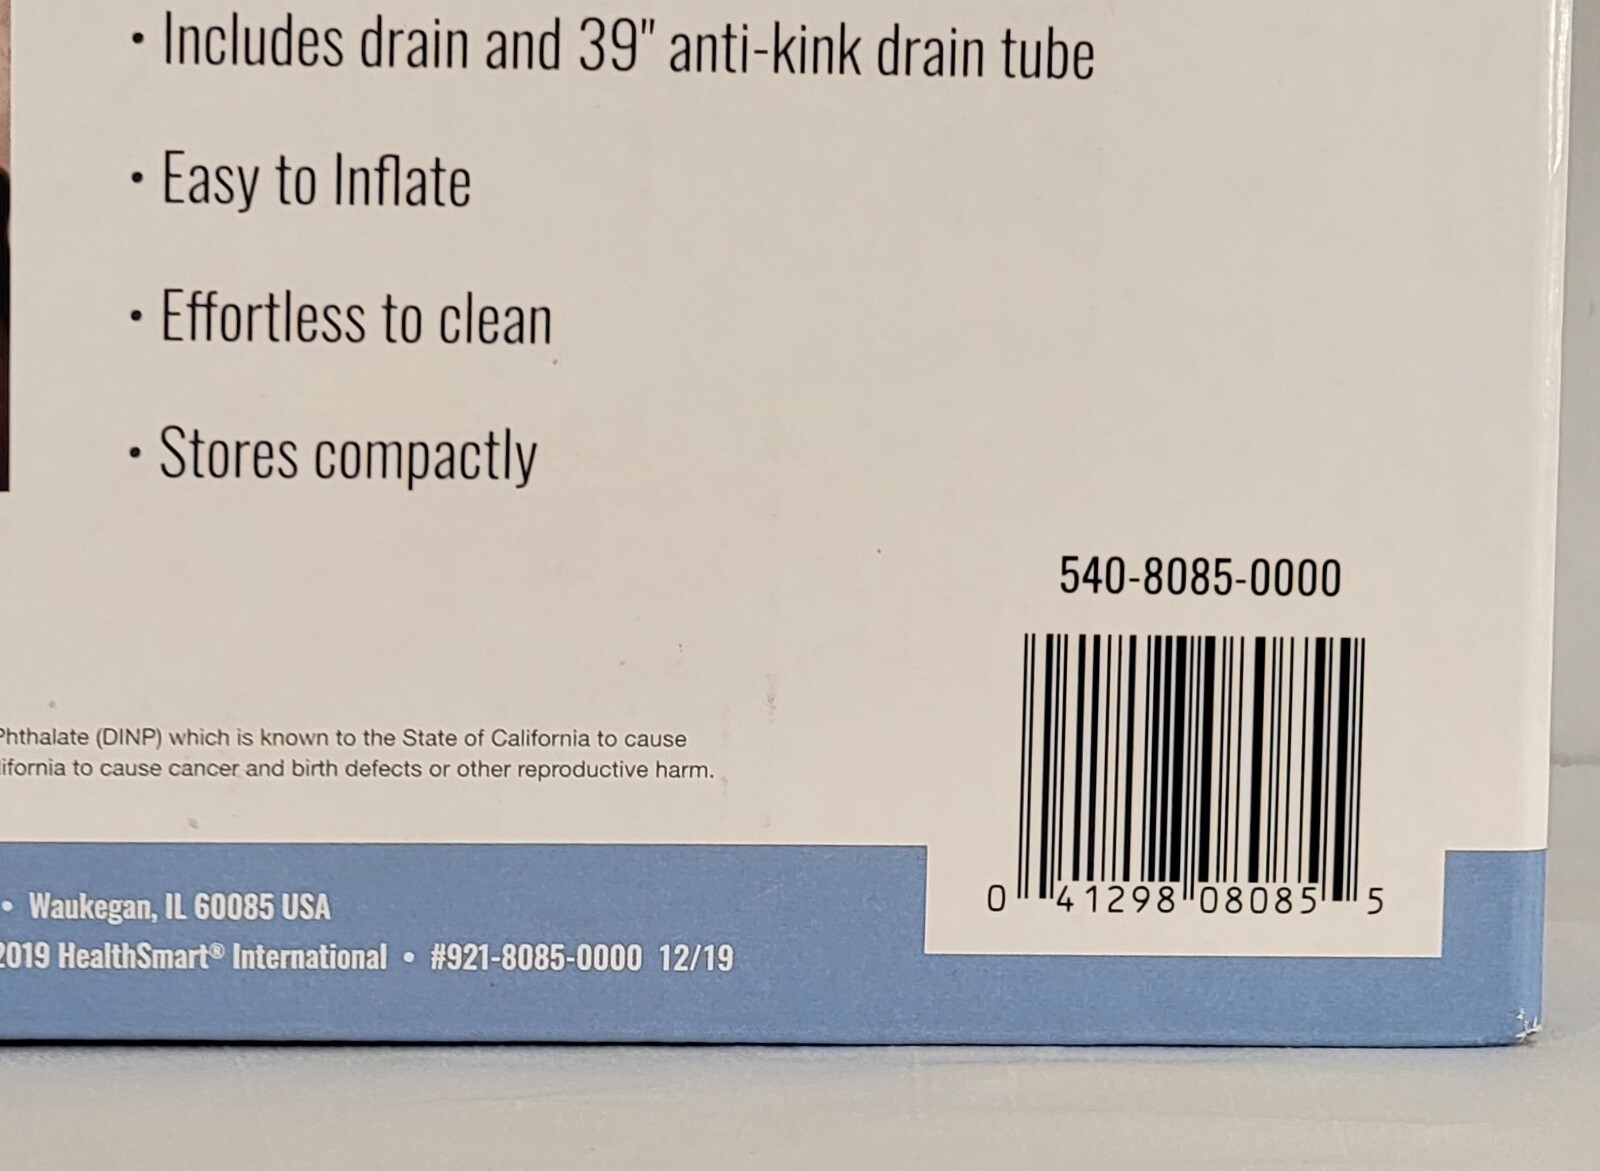 • Includes drain and 39" anti-kink drain tube
• Easy to Inflate
• Effortless to clean
• Stores compactly
540-8085-0000
Phthalate (DINP) which is known to the State of California to cause
lifornia to cause cancer and birth defects or other reproductive harm.
0 41298 08085 5
• Waukegan, IL 60085 USA
2019 HealthSmart® International • #921-8085-0000 12/19